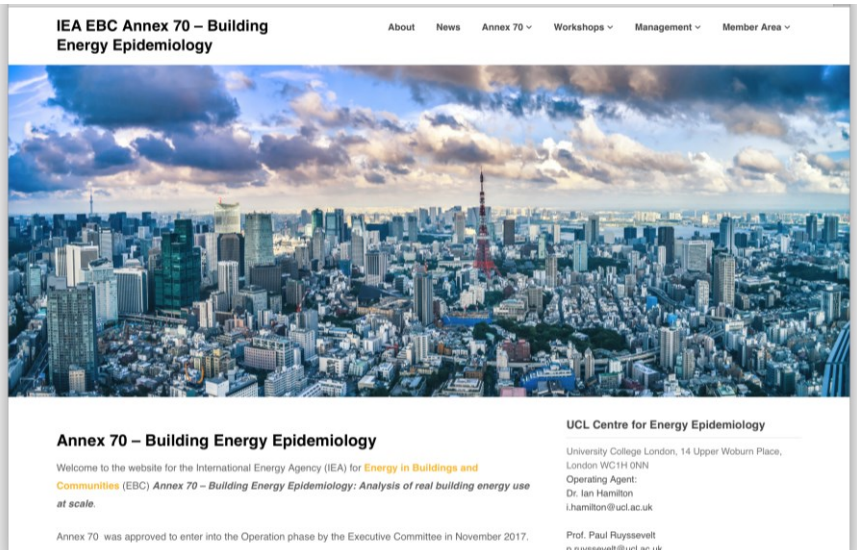 IEA EBC Annex 70 – Building
Energy Epidemiology
About News Annex 70 Workshops Management Member Area
Annex 70 – Building Energy Epidemiology
Welcome to the website for the International Energy Agency (IEA) for Energy in Buildings and
Communities (EBC) Annex 70 – Building Energy Epidemiology: Analysis of real building energy use
at scale.
Annex 70 was approved to enter into the Operation phase by the Executive Committee in November 2017.
UCL Centre for Energy Epidemiology
University College London, 14 Upper Woburn Place,
London WC1H 0NN
Operating Agent:
Dr. Ian Hamilton
i.hamilton@ucl.ac.uk
Prof. Paul Ruyssevelt
p.ruyssevelt@ucl.ac.uk